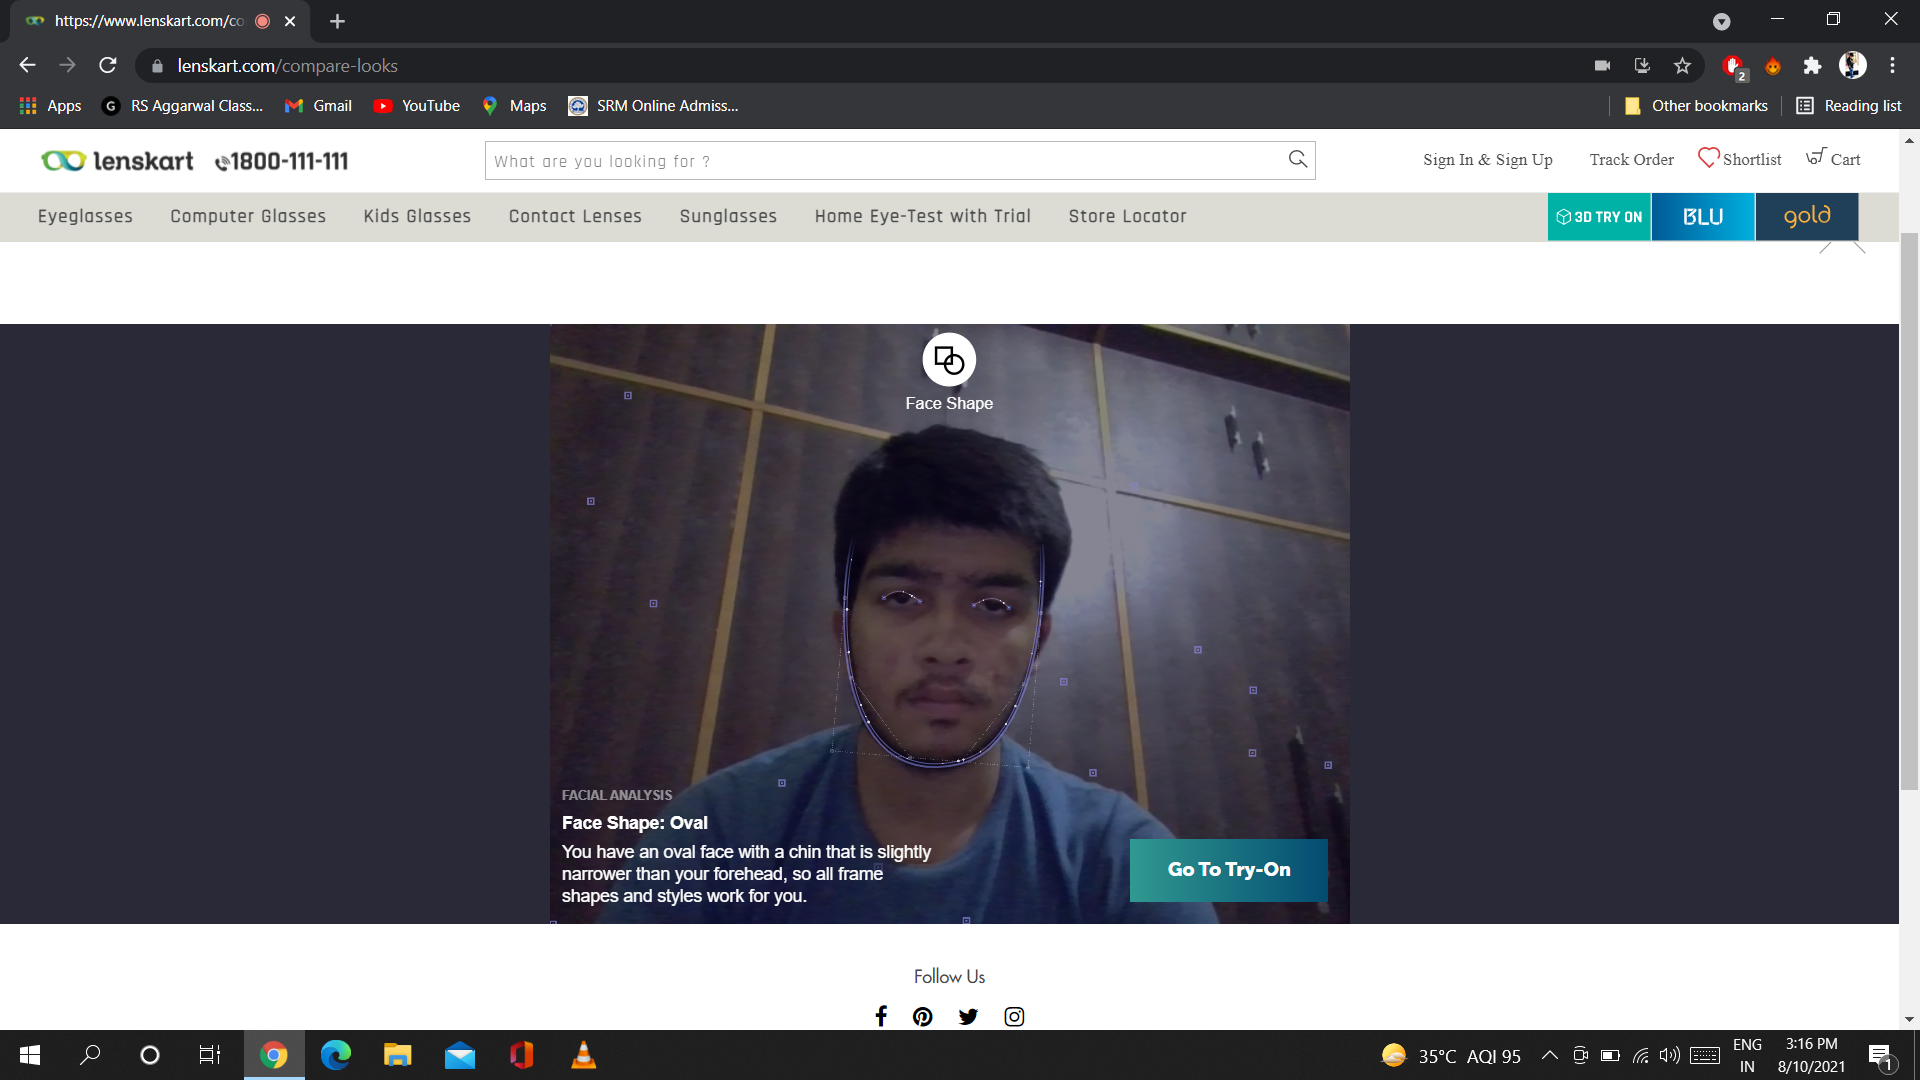 https://www.lenskart.com/co
lenskart.com/compare-looks
2
Apps
RS Aggarwal Class...
Gmail
YouTube
Maps
SRM Online Admiss...
Other bookmarks
Reading list
lenskart
1800-111-111
What are you looking for ?
Sign In & Sign Up
Track Order
Shortlist
Cart
Eyeglasses
Computer Glasses
Kids Glasses
Contact Lenses
Sunglasses
Home Eye-Test with Trial
Store Locator
3D TRY ON
BLU
gold
Face Shape
FACIAL ANALYSIS
Face Shape: Oval
You have an oval face with a chin that is slightly
narrower than your forehead, so all frame
shapes and styles work for you.
Go To Try-On
Follow Us
35°C AQI 95
ENG
IN
3:16 PM
8/10/2021
1